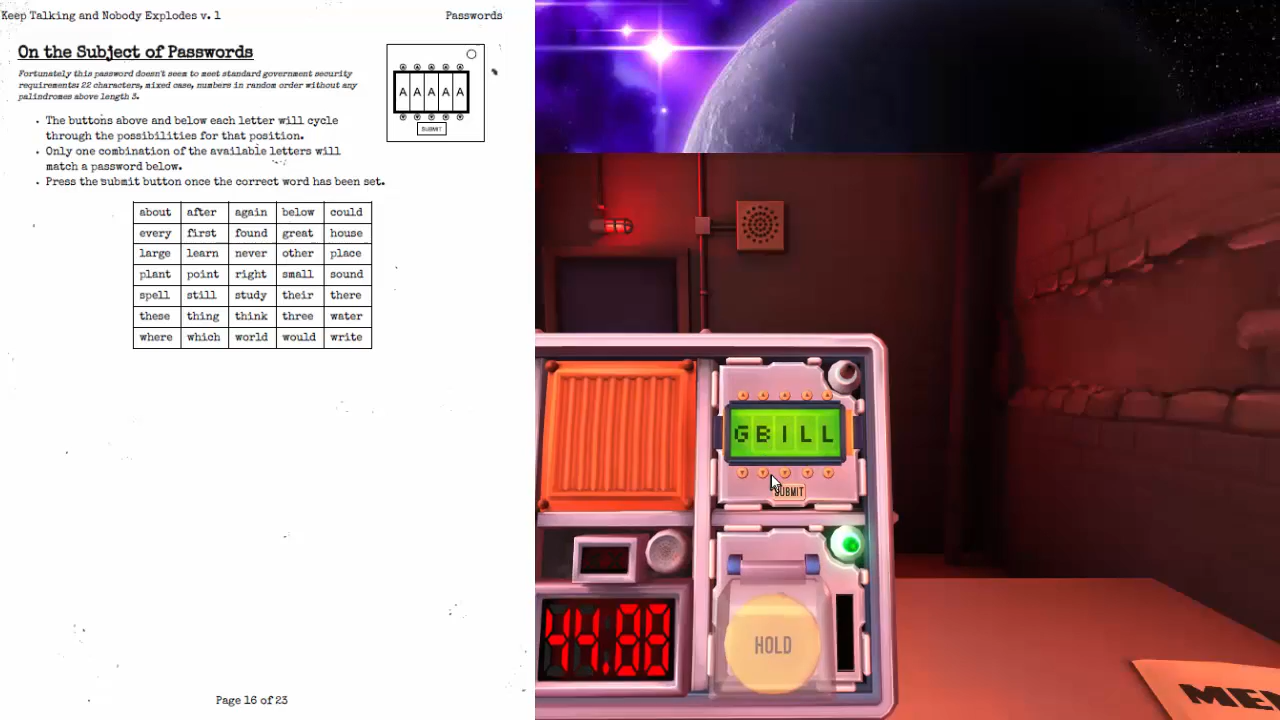 Keep Talking and Nobody Explodes v. 1
Passwords
On the Subject of Passwords
Fortunately this password doesn't seem to meet standard government security
requirements: 22 characters, mixed case, numbers in random order without any
palindromes above length 3.
A A A A A
SUBMIT
• The buttons above and below each letter will cycle
through the possibilities for that position.
• Only one combination of the available letters will
match a password below.
• Press the submit button once the correct word has been set.
about after again below could
every first found great house
large learn never other place
plant point right small sound
spell still study their there
these thing think three water
where which world would write
Page 16 of 23
GBILL
SUBMIT
HOLD